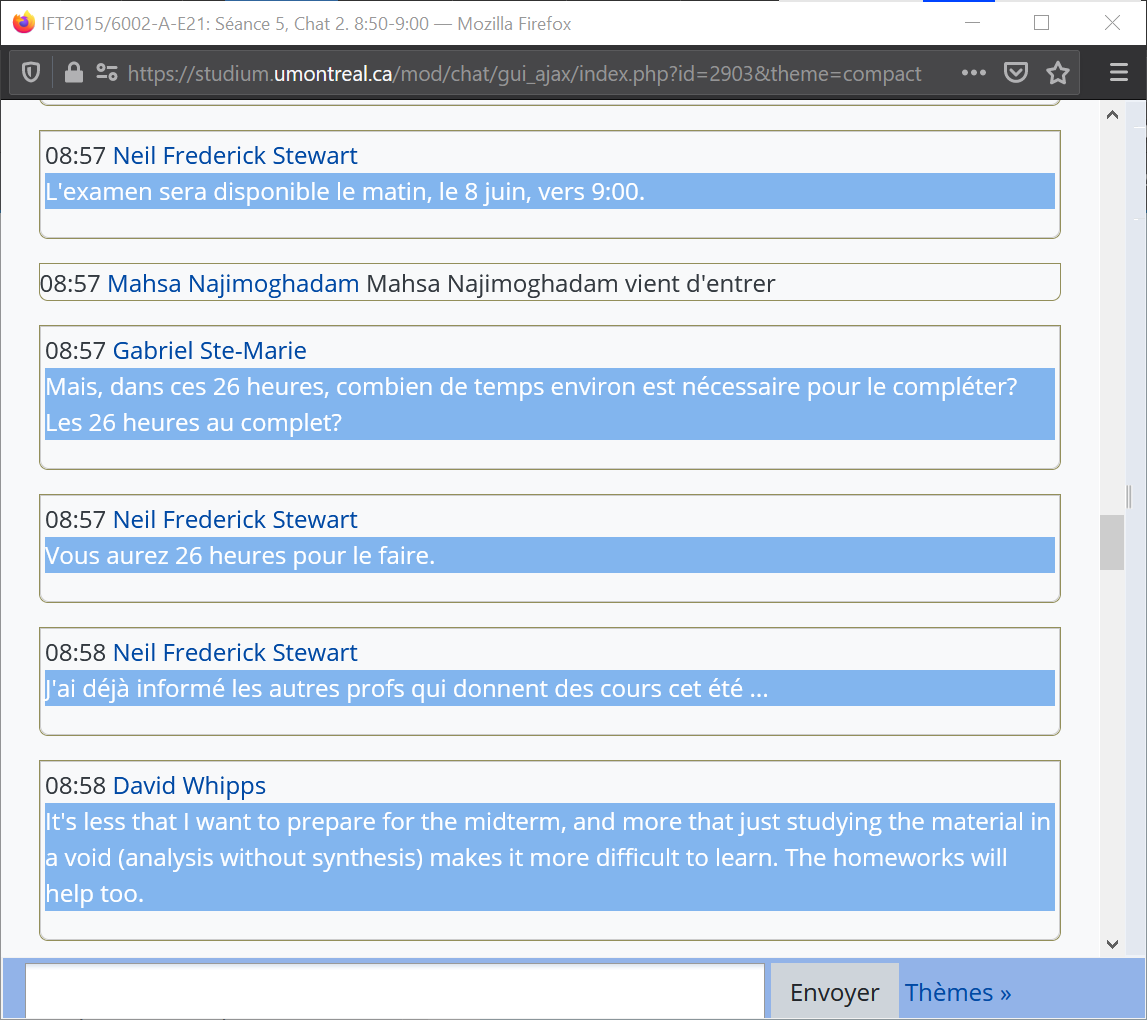 IFT2015/6002-A-E21: Séance 5, Chat 2. 8:50-9:00 — Mozilla Firefox
https://studium.umontreal.ca/mod/chat/gui_ajax/index.php?id=2903&theme=compact
08:57 Neil Frederick Stewart
L'examen sera disponible le matin, le 8 juin, vers 9:00.
08:57 Mahsa Najimoghadam Mahsa Najimoghadam vient d'entrer
08:57 Gabriel Ste-Marie
Mais, dans ces 26 heures, combien de temps environ est nécessaire pour le compléter?
Les 26 heures au complet?
08:57 Neil Frederick Stewart
Vous aurez 26 heures pour le faire.
08:58 Neil Frederick Stewart
J'ai déjà informé les autres profs qui donnent des cours cet été ...
08:58 David Whipps
It's less that I want to prepare for the midterm, and more that just studying the material in
a void (analysis without synthesis) makes it more difficult to learn. The homeworks will
help too.
Envoyer Thèmes »